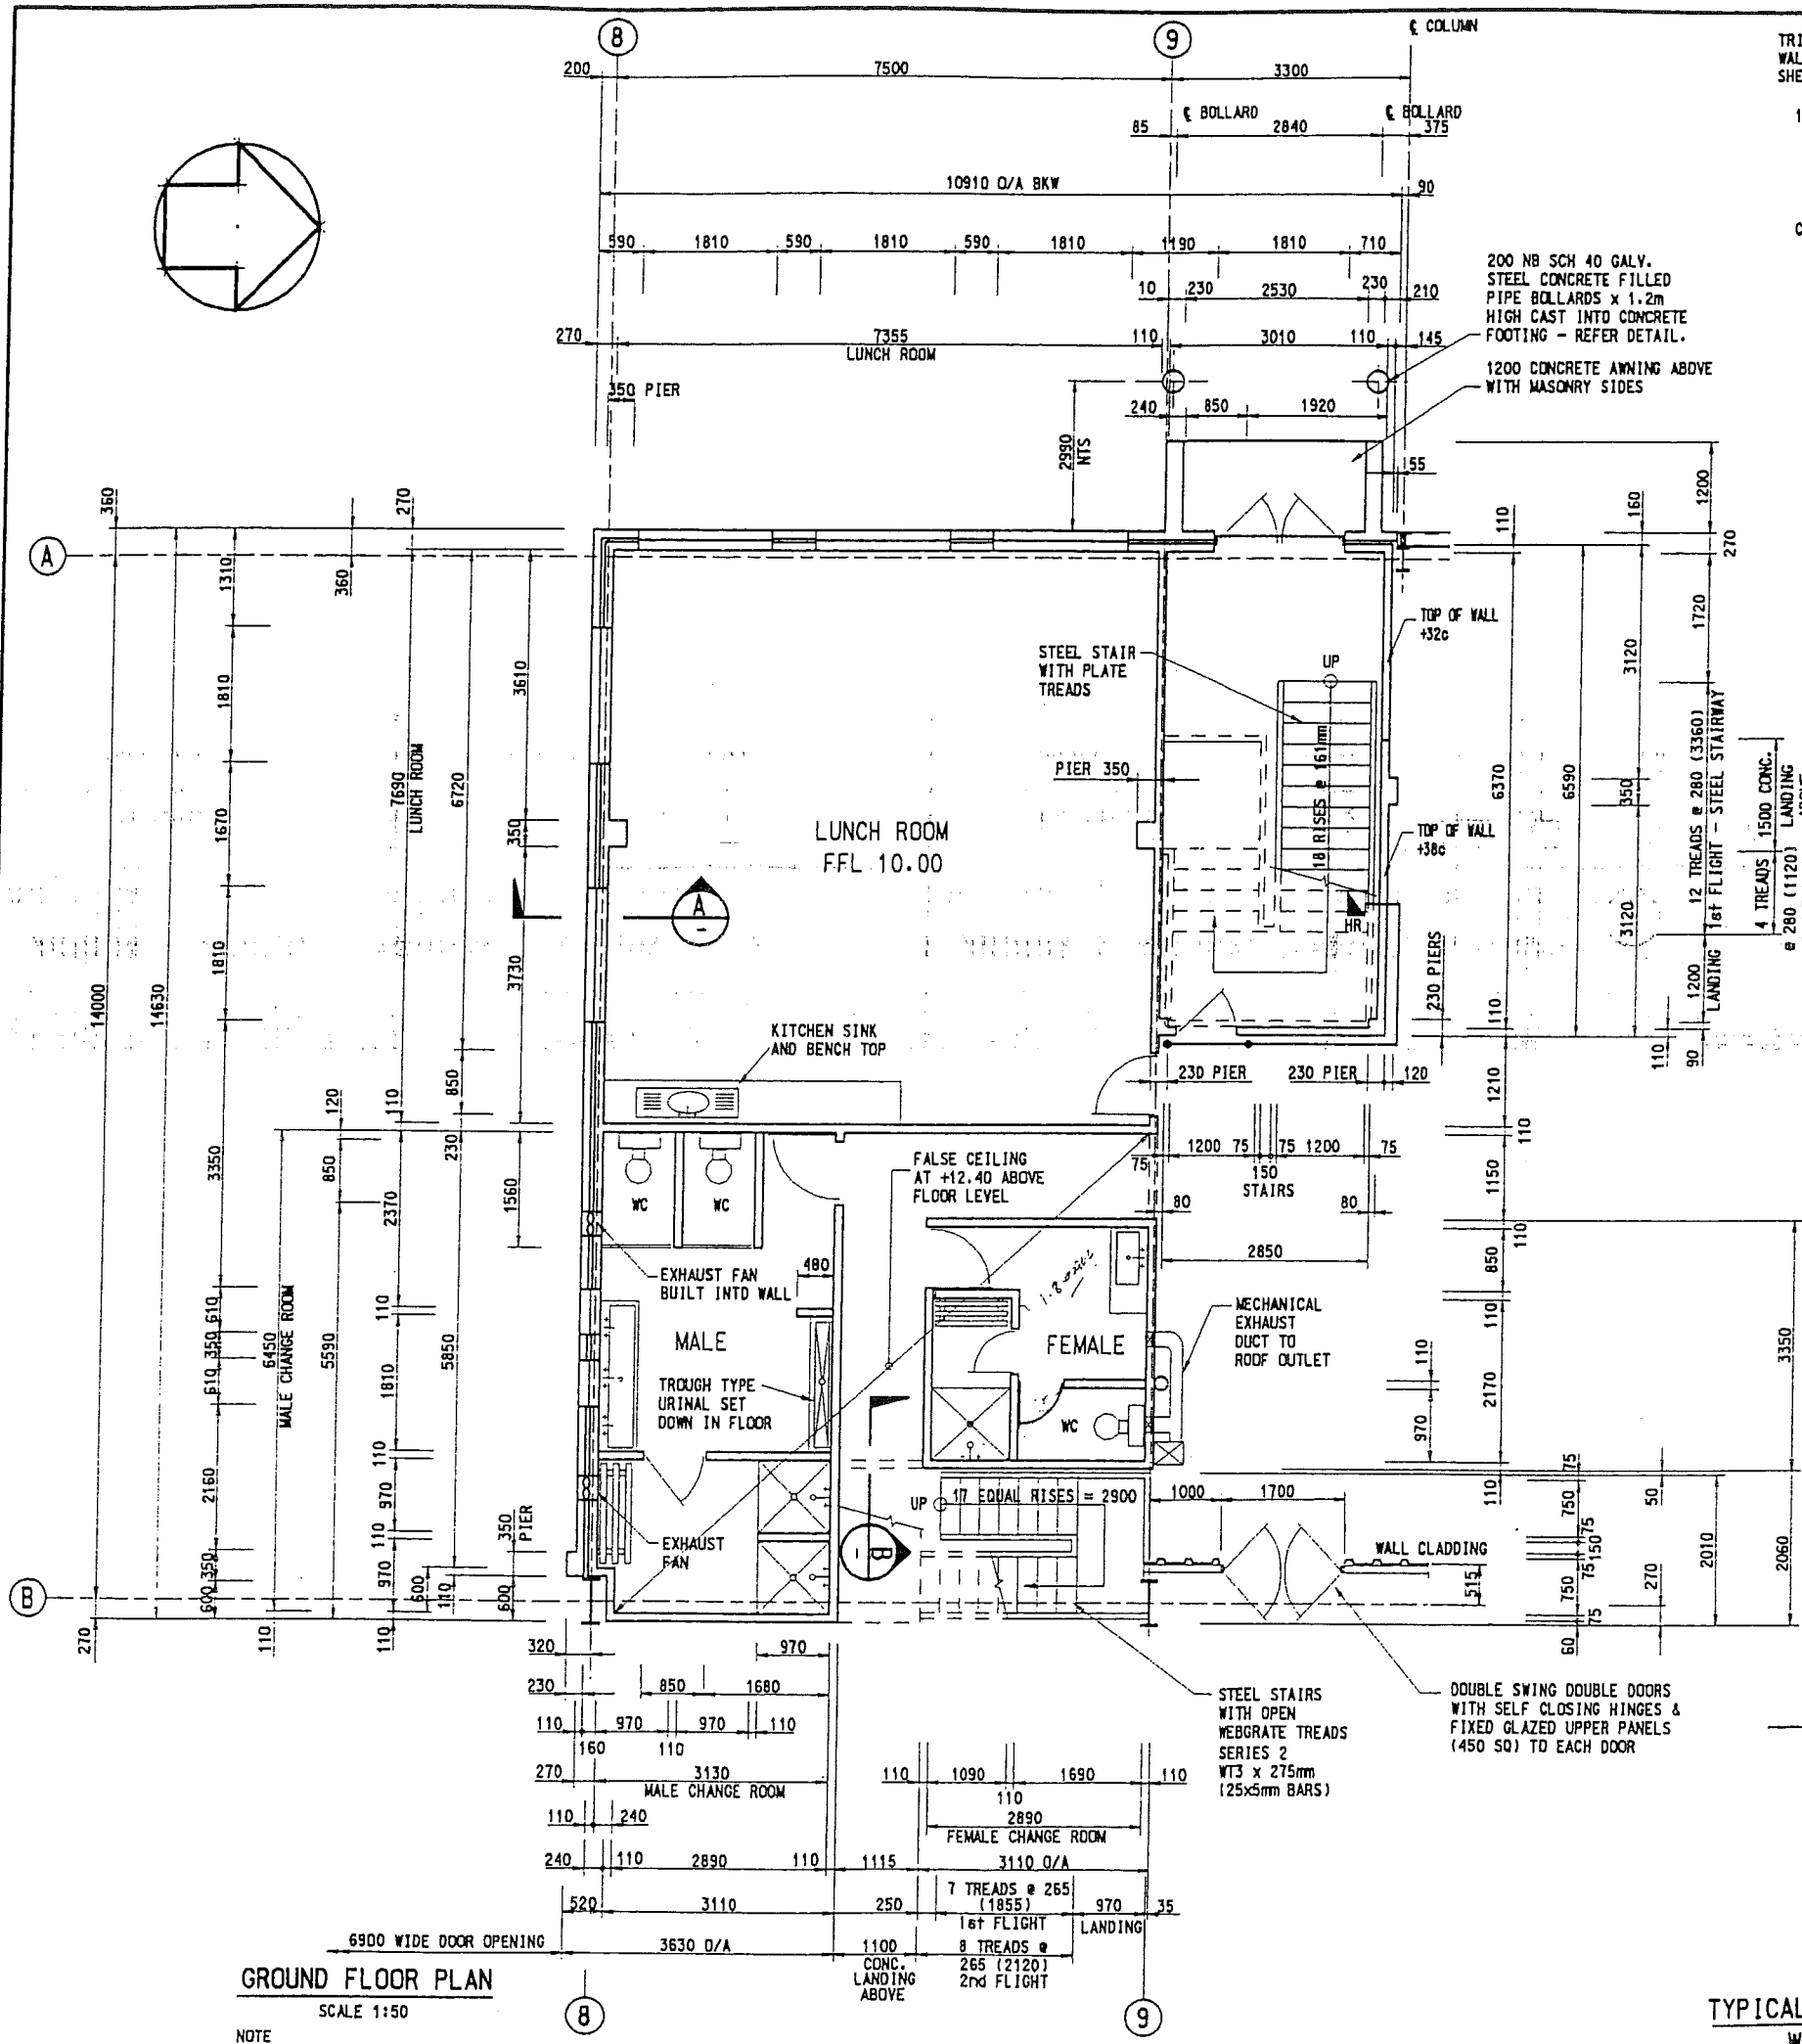 8
9
℄ COLUMN
TRI
WAL
SHE
200
7500
3300
℄ BOLLARD
℄ BOLLARD
85
2840
375
1
10910 O/A BKW
90
C
590
1810
590
1810
590
1810
1190
1810
710
200 NB SCH 40 GALV.
STEEL CONCRETE FILLED
PIPE BOLLARDS x 1.2m
HIGH CAST INTO CONCRETE
FOOTING - REFER DETAIL.
10
230
2530
230
210
270
7355
LUNCH ROOM
110
3010
110
145
1200 CONCRETE AWNING ABOVE
WITH MASONRY SIDES
350 PIER
240
850
1920
2990
NTS
55
360
270
160
1200
110
270
A
1310
360
1810
3610
7690
LUNCH ROOM
6720
1670
350
1810
3730
14000
14630
STEEL STAIR
WITH PLATE
TREADS
UP
TOP OF WALL
+32c
PIER 350
18 RISES @ 161mm
LUNCH ROOM
FFL 10.00
A
-
TOP OF WALL
+38c
HR
1720
3120
6370
6590
350
3120
12 TREADS @ 280 (3360)
1st FLIGHT - STEEL STAIRWAY
1500 CONC.
LANDING
ABOVE
4 TREADS
@ 280 (1120)
1200
LANDING
230 PIERS
110
110
90
KITCHEN SINK
AND BENCH TOP
230 PIER
230 PIER
120
120
110
850
230
3350
850
2370
1560
1210
110
1150
110
WC
WC
FALSE CEILING
AT +12.40 ABOVE
FLOOR LEVEL
75
1200
75
75
1200
75
150
STAIRS
80
80
2850
EXHAUST FAN
BUILT INTO WALL
480
MALE
FEMALE
MECHANICAL
EXHAUST
DUCT TO
ROOF OUTLET
TROUGH TYPE
URINAL SET
DOWN IN FLOOR
WC
610
350
610
6450
MALE CHANGE ROOM
5590
5850
110
1810
110
2160
970
110
970
350
600
350
PIER
600
110
600
850
110
2170
110
970
3350
110
EXHAUST
FAN
UP
17 EQUAL RISES = 2900
B
-
1000
1700
WALL CLADDING
515
75
750
75
150
75
750
75
60
50
270
2010
2060
B
270
110
110
320
970
230
850
1680
110
970
970
110
160
110
270
3130
MALE CHANGE ROOM
110
240
240
110
2890
110
1115
3110 O/A
110
1090
1690
110
110
2890
FEMALE CHANGE ROOM
STEEL STAIRS
WITH OPEN
WEBGRATE TREADS
SERIES 2
WT3 x 275mm
(25x5mm BARS)
DOUBLE SWING DOUBLE DOORS
WITH SELF CLOSING HINGES &
FIXED GLAZED UPPER PANELS
(450 SQ) TO EACH DOOR
520
3110
250
7 TREADS @ 265
(1855)
1st FLIGHT
970
LANDING
35
6900 WIDE DOOR OPENING
3630 O/A
1100
CONC.
LANDING
ABOVE
8 TREADS @
265 (2120)
2nd FLIGHT
GROUND FLOOR PLAN
SCALE 1:50
NOTE
8
9
TYPICAL
W